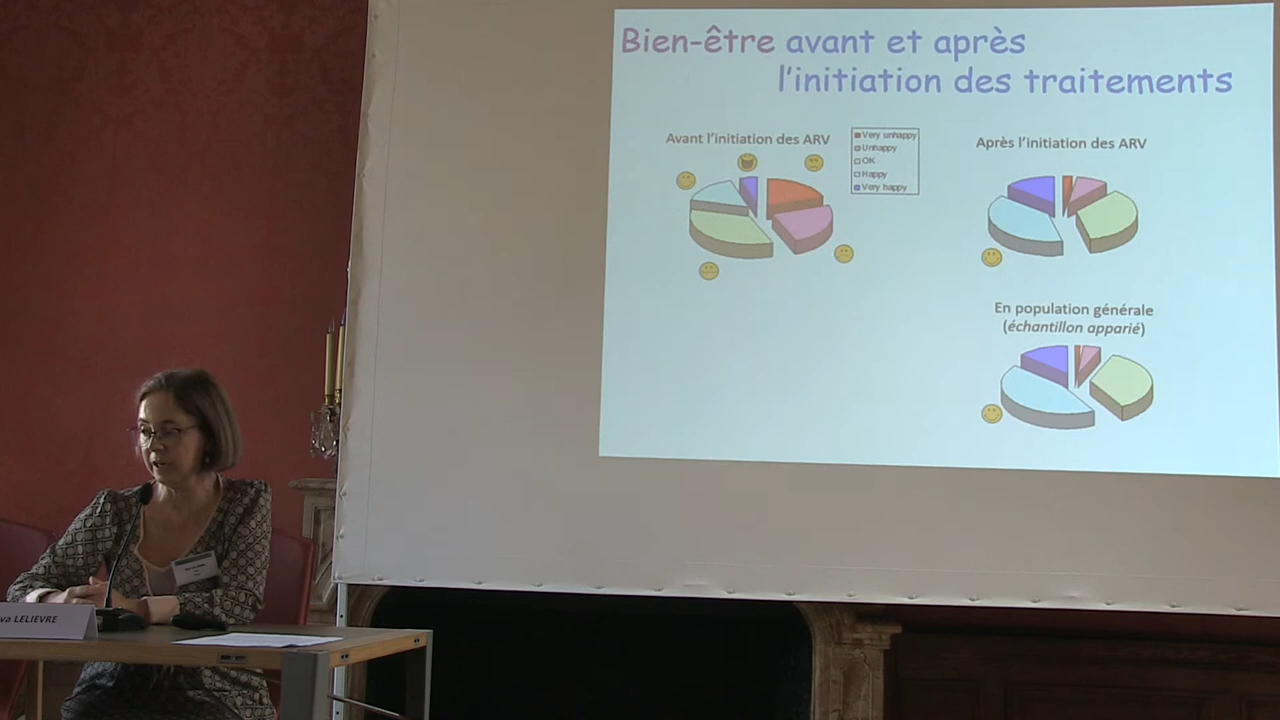 Bien-être avant et après
l'initiation des traitements
Avant l'initiation des ARV
Very unhappy
Unhappy
OK
Happy
Very happy
Après l'initiation des ARV
En population générale
(échantillon apparié)
va LELIEVRE